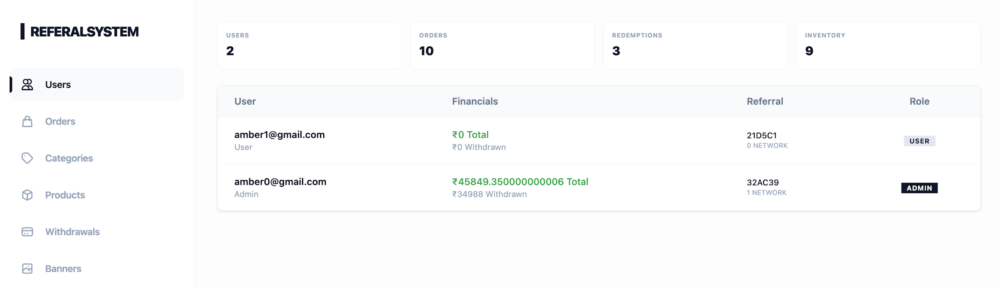 REFERALSYSTEM
Users
Orders
Categories
Products
Withdrawals
Banners
USERS
2
ORDERS
10
REDEMPTIONS
3
INVENTORY
9
User Financials Referral Role
amber1@gmail.com ₹0 Total 21D5C1 USER
User ₹0 Withdrawn 0 NETWORK
amber0@gmail.com ₹45849.350000000006 Total 32AC39 ADMIN
Admin ₹34988 Withdrawn 1 NETWORK